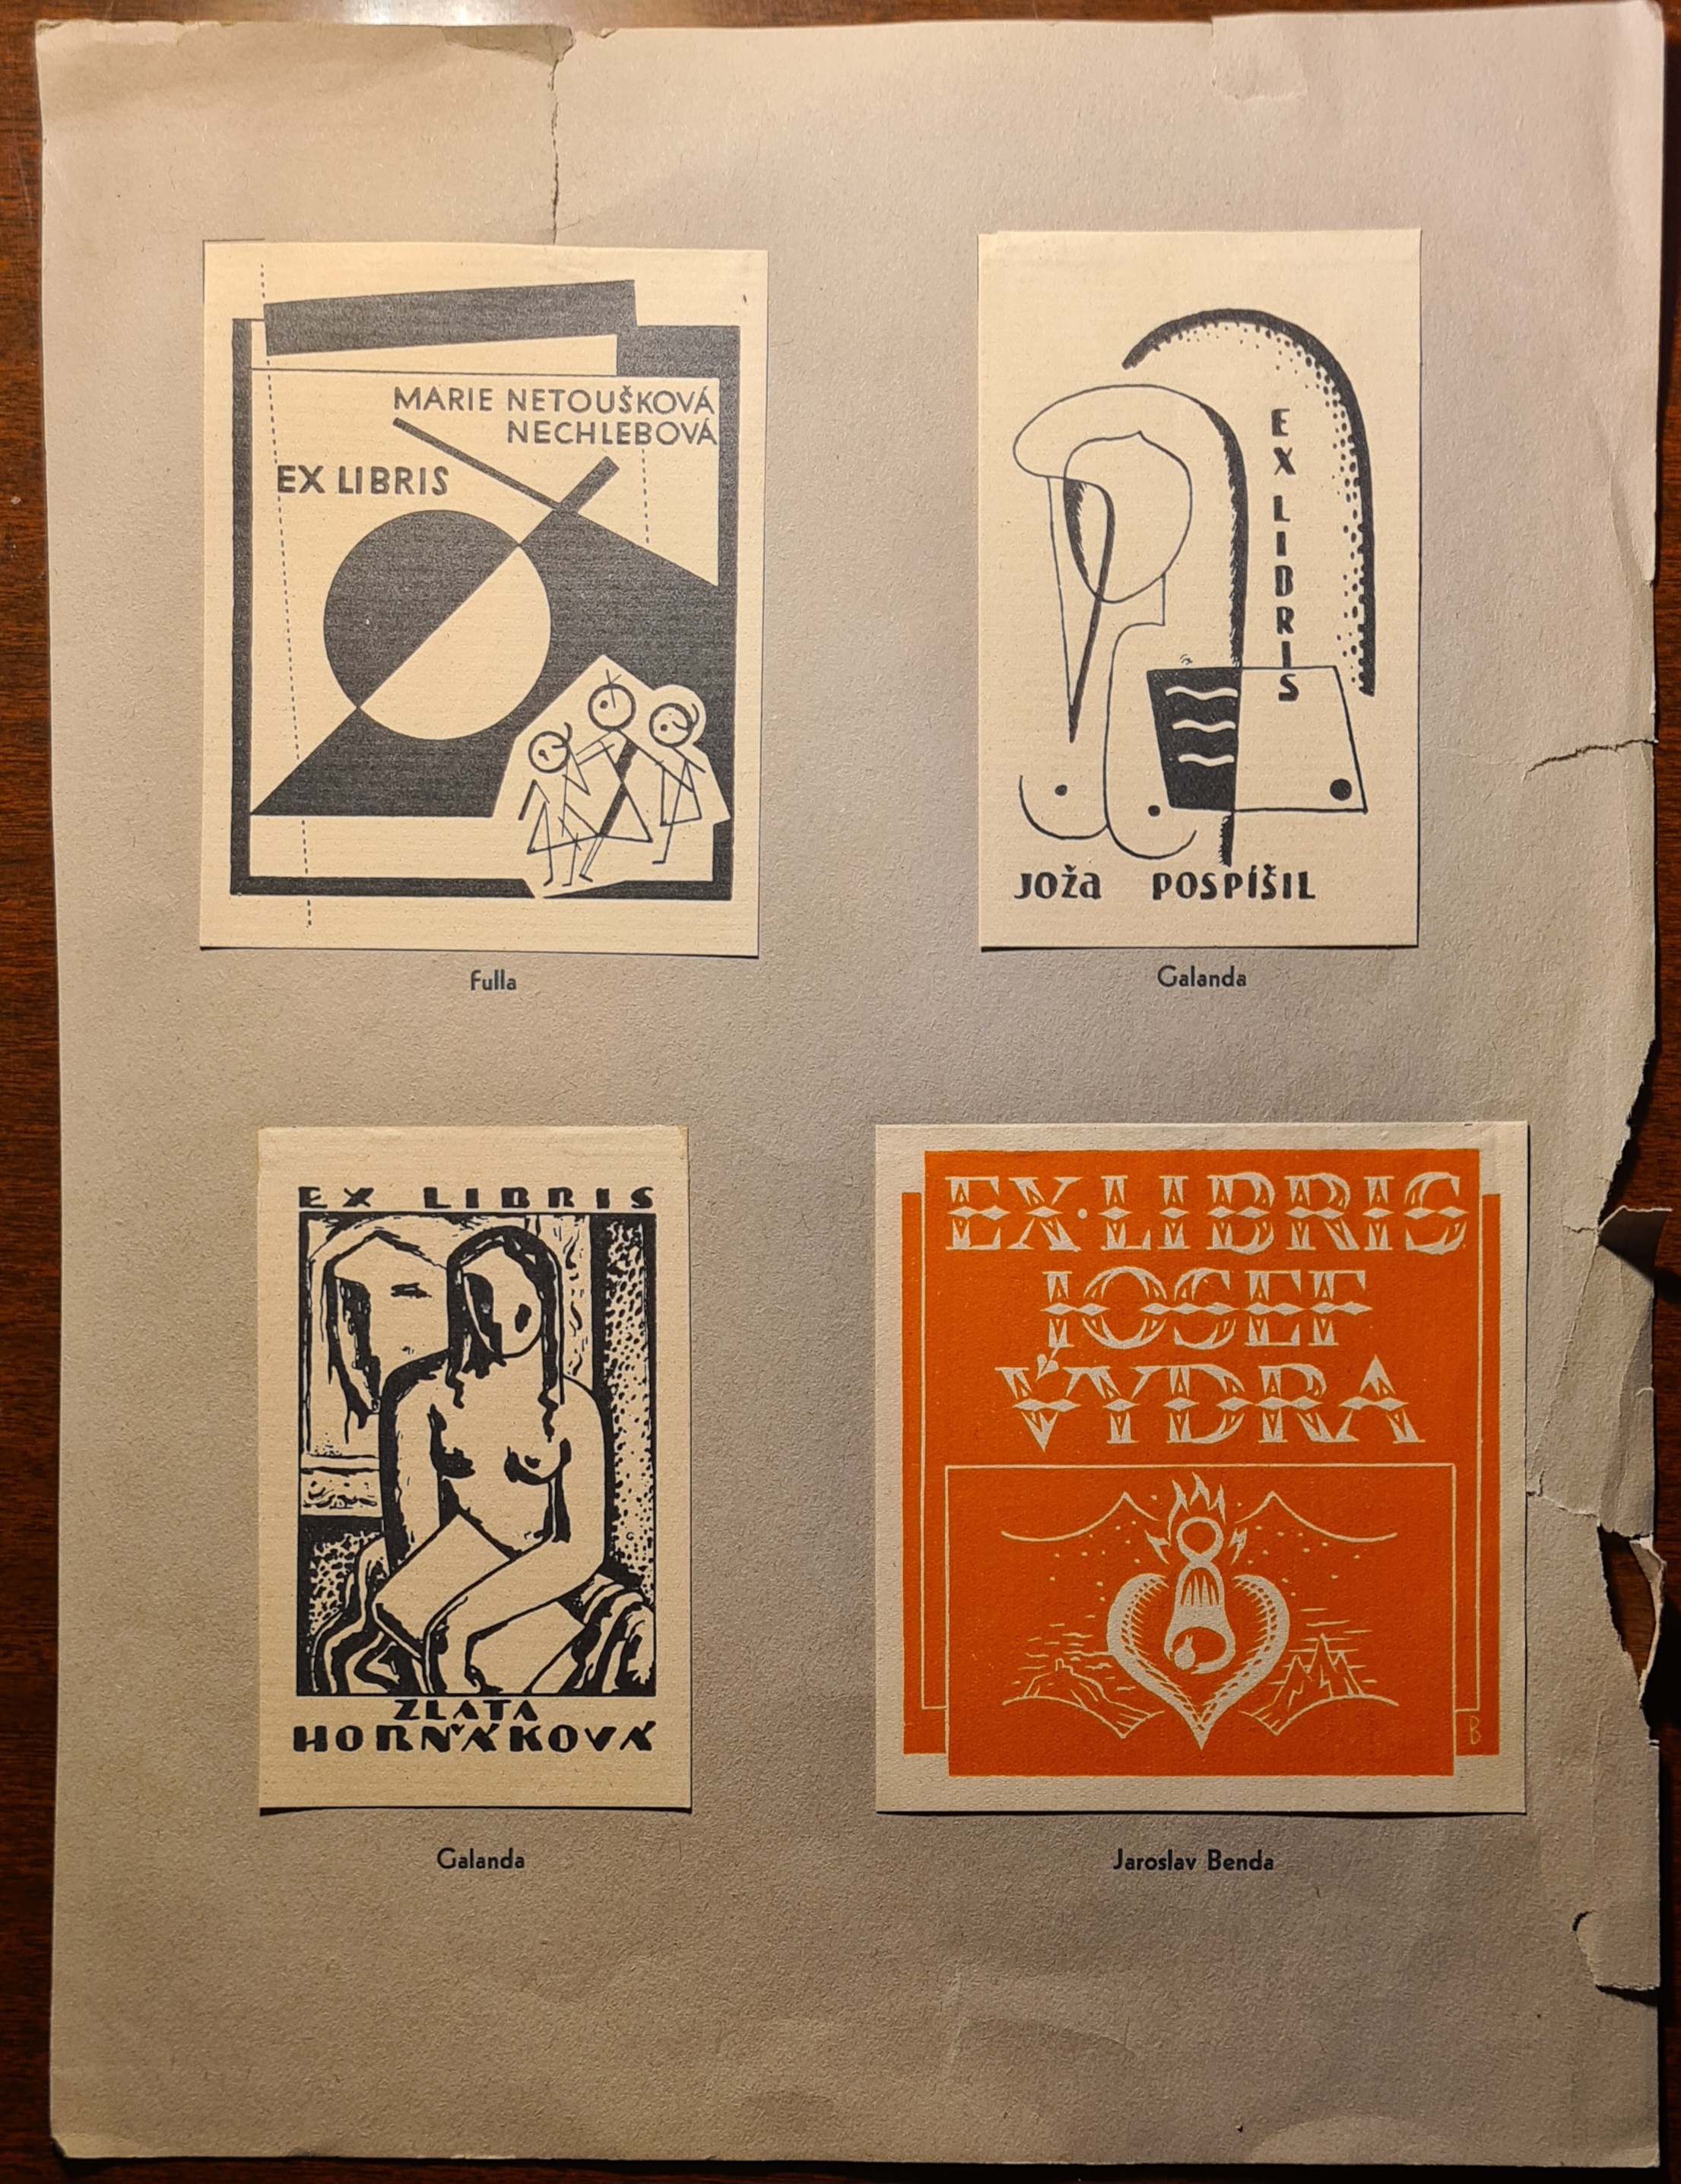 MARIE NETOUŠKOVÁ
NECHLEBOVÁ
EX LIBRIS
Fulla
EX LIBRIS
JOŽa POSPÍŠIL
Galanda
EX LIBRIS
ZLATA
HORŇÁKOVÁ
Galanda
EX·LIBRIS
IOSEF
VYDRA
B
Jaroslav Benda